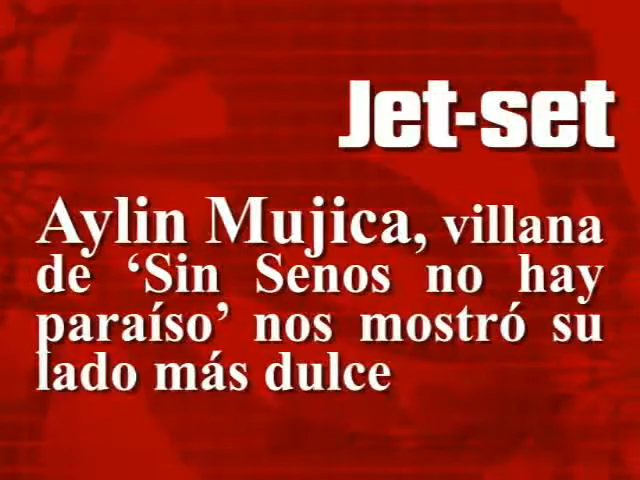 Jet-set
Aylin Mujica, villana
de ‘Sin Senos no hay
paraíso’ nos mostró su
lado más dulce